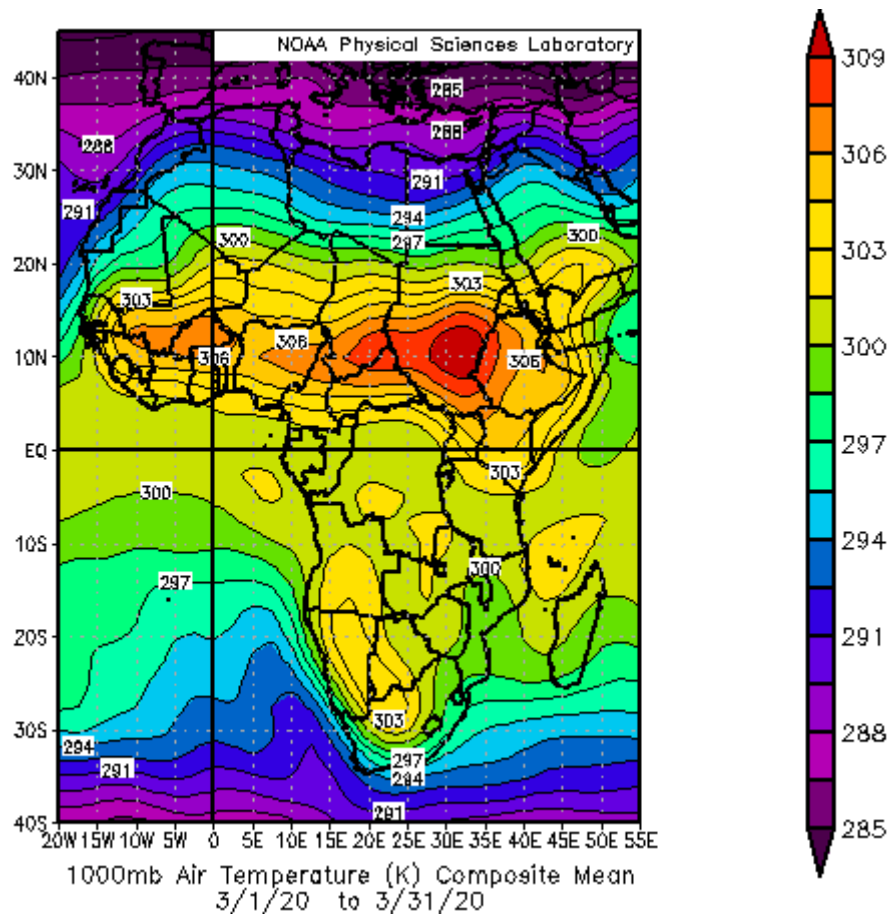 NOAA Physical Sciences Laboratory
309
40N
285
288
306
288
30N
291
291
294
303
297
300
300
20N
303
303
300
306
306
306
10N
297
EQ
303
300
294
10S
300
297
291
20S
303
288
30S
294
297
291
294
291
285
40S
20W 15W 10W 5W 0 5E 10E 15E 20E 25E 30E 35E 40E 45E 50E 55E
1000mb Air Temperature (K) Composite Mean
3/1/20 to 3/31/20